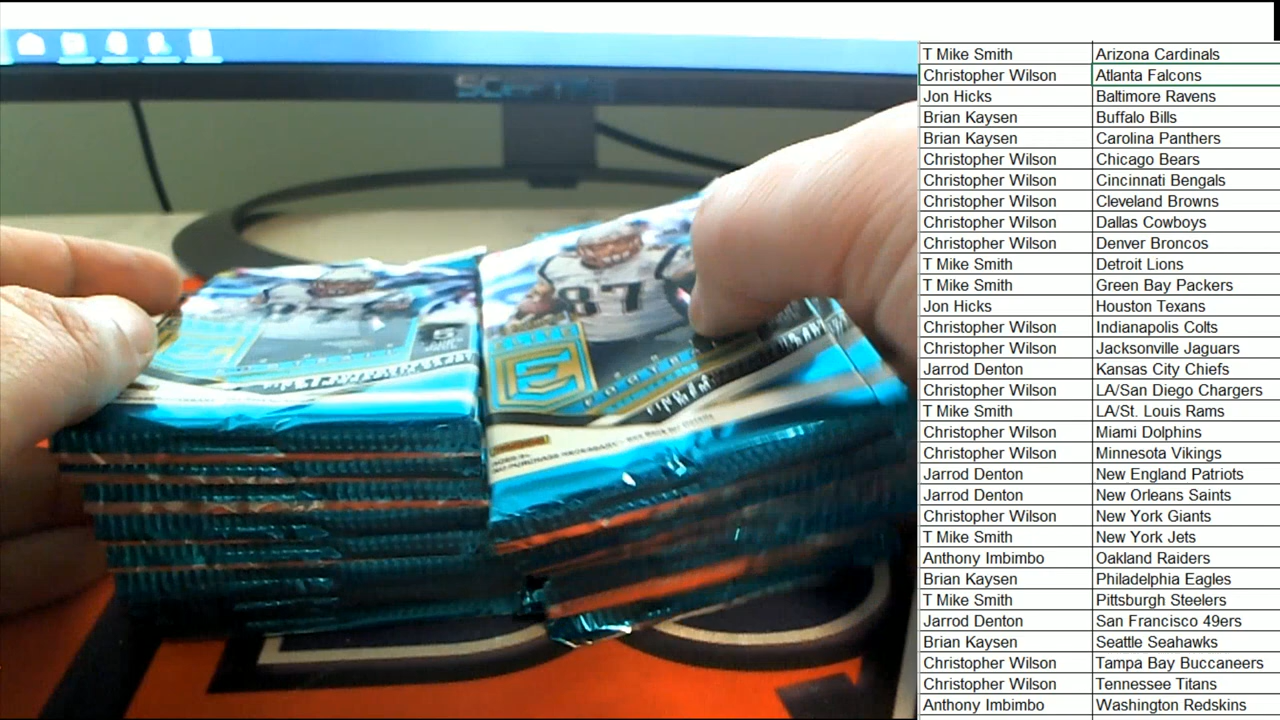 SCEPTRE
T Mike Smith Arizona Cardinals
Christopher Wilson Atlanta Falcons
Jon Hicks Baltimore Ravens
Brian Kaysen Buffalo Bills
Brian Kaysen Carolina Panthers
Christopher Wilson Chicago Bears
Christopher Wilson Cincinnati Bengals
Christopher Wilson Cleveland Browns
Christopher Wilson Dallas Cowboys
Christopher Wilson Denver Broncos
T Mike Smith Detroit Lions
T Mike Smith Green Bay Packers
Jon Hicks Houston Texans
Christopher Wilson Indianapolis Colts
Christopher Wilson Jacksonville Jaguars
Jarrod Denton Kansas City Chiefs
Christopher Wilson LA/San Diego Chargers
T Mike Smith LA/St. Louis Rams
Christopher Wilson Miami Dolphins
Christopher Wilson Minnesota Vikings
Jarrod Denton New England Patriots
Jarrod Denton New Orleans Saints
Christopher Wilson New York Giants
T Mike Smith New York Jets
Anthony Imbimbo Oakland Raiders
Brian Kaysen Philadelphia Eagles
T Mike Smith Pittsburgh Steelers
Jarrod Denton San Francisco 49ers
Brian Kaysen Seattle Seahawks
Christopher Wilson Tampa Bay Buccaneers
Christopher Wilson Tennessee Titans
Anthony Imbimbo Washington Redskins
87
ELITE
E
5